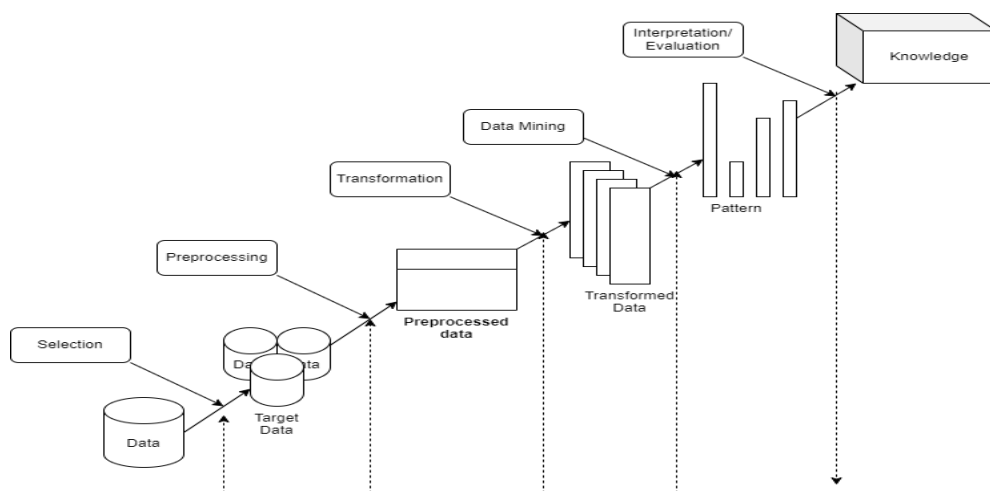 Interpretation/
Evaluation
Knowledge
Data Mining
Transformation
Pattern
Preprocessing
Transformed
Data
Preprocessed
data
Selection
Data
Target
Data